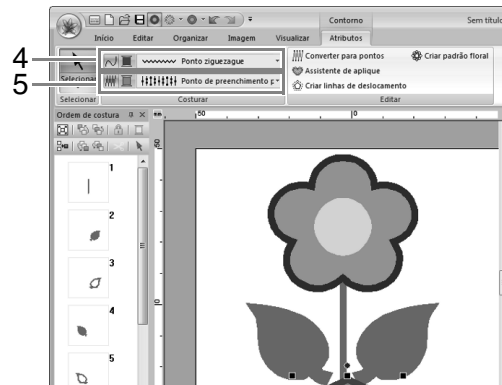 Contorno
Sem títul
Início Editar Organizar Imagem Visualizar Atributos
4
Ponto ziguezague
Converter para pontos
Criar padrão floral
Assistente de aplique
5
Ponto de preenchimento p
Criar linhas de deslocamento
Selecionar
Selecionar Costurar Editar
Ordem de costura
50
0
1
50
2
3
4
0
5